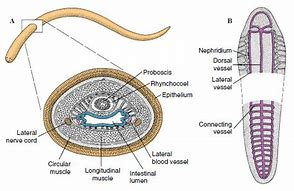 A
B
Proboscis
Rhynchocoel
Epithelium
Lateral
nerve cord
Circular
muscle
Longitudinal
muscle
Intestinal
lumen
Lateral
blood vessel
Nephridium
Dorsal
vessel
Lateral
vessel
Connecting
vessel